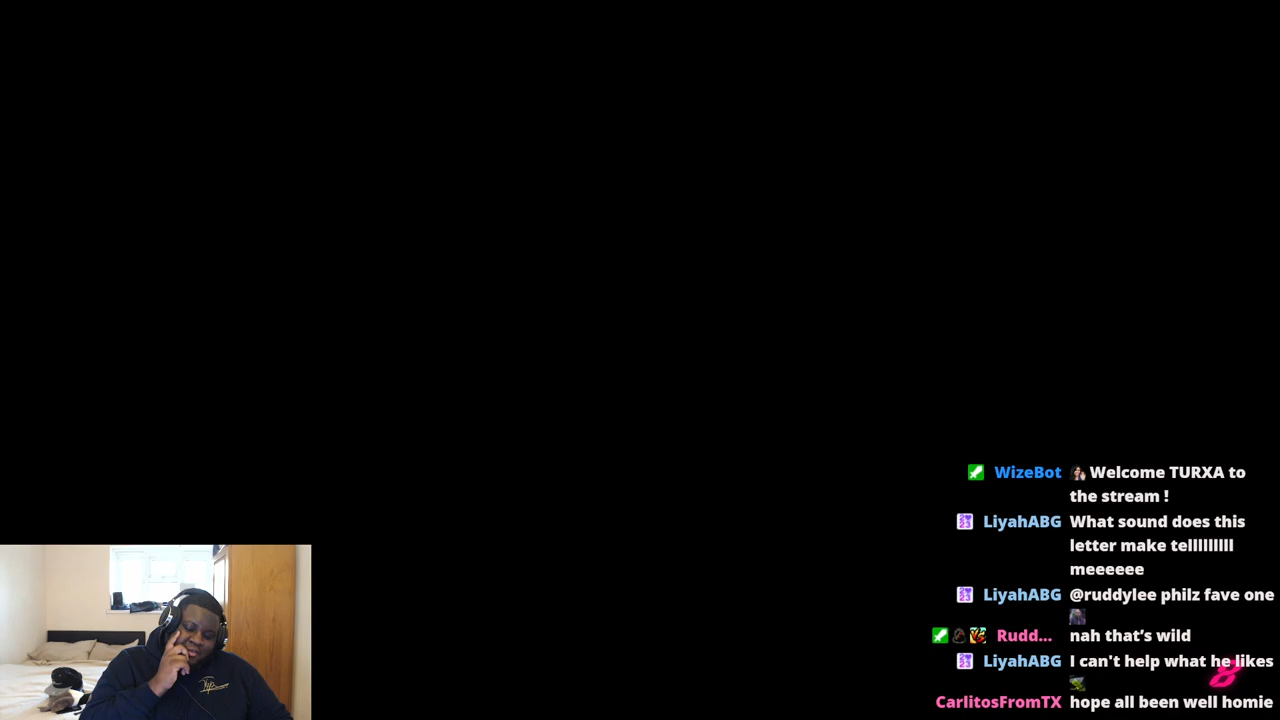 WizeBot Welcome TURXA to
the stream !
LiyahABG What sound does this
letter make tellllllllll
meeeeee
LiyahABG @ruddylee philz fave one
Rudd... nah that's wild
LiyahABG I can't help what he likes
CarlitosFromTX hope all been well homie